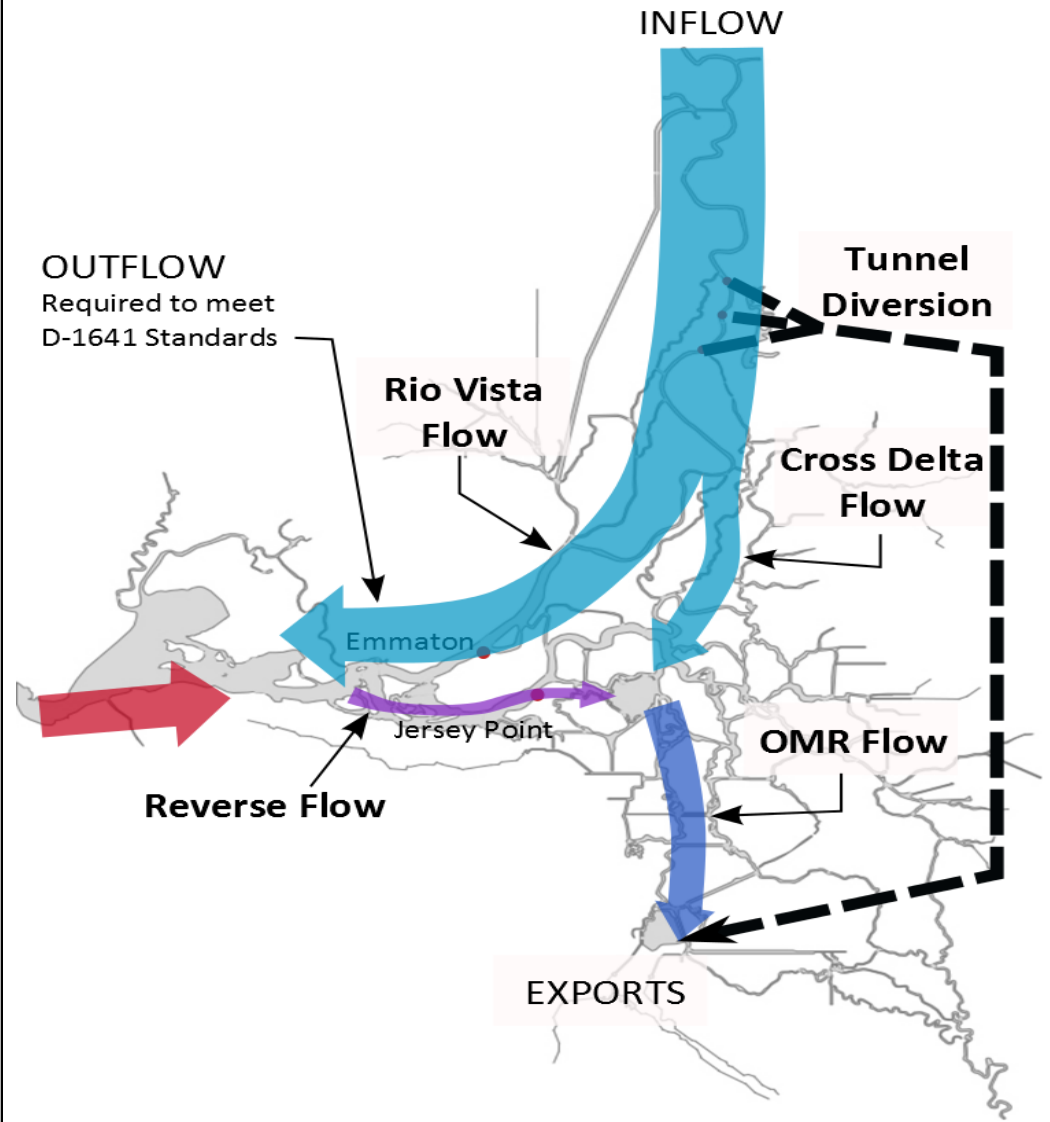 INFLOW
OUTFLOW
Required to meet
D-1641 Standards
Tunnel
Diversion
Rio Vista
Flow
Cross Delta
Flow
Emmaton
Jersey Point
OMR Flow
Reverse Flow
EXPORTS